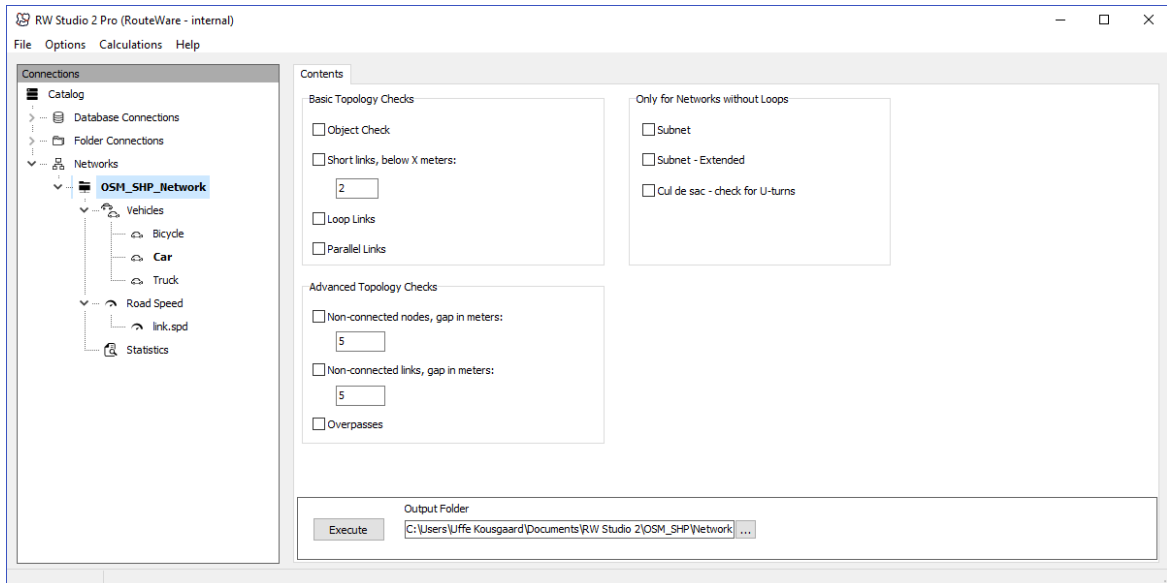 RW Studio 2 Pro (RouteWare - internal)
File Options Calculations Help
Connections
Catalog
Database Connections
Folder Connections
Networks
OSM_SHP_Network
Vehicles
Bicycle
Car
Truck
Road Speed
link.spd
Statistics
Contents
Basic Topology Checks
Object Check
Short links, below X meters:
2
Loop Links
Parallel Links
Advanced Topology Checks
Non-connected nodes, gap in meters:
5
Non-connected links, gap in meters:
5
Overpasses
Only for Networks without Loops
Subnet
Subnet - Extended
Cul de sac - check for U-turns
Output Folder
Execute C:\Users\Uffe Kousgaard\Documents\RW Studio 2\OSM_SHP\Network ...